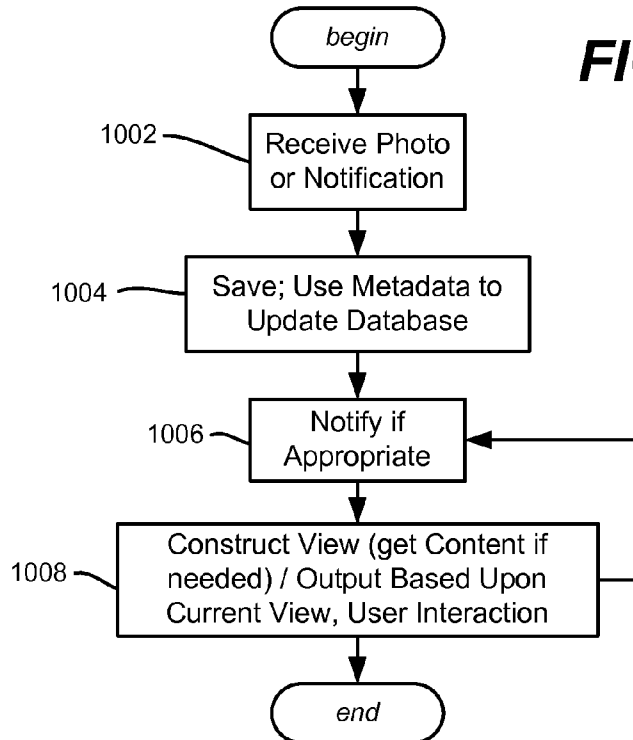 begin
FI
1002
Receive Photo
or Notification
1004
Save; Use Metadata to
Update Database
1006
Notify if
Appropriate
1008
Construct View (get Content if
needed) / Output Based Upon
Current View, User Interaction
end